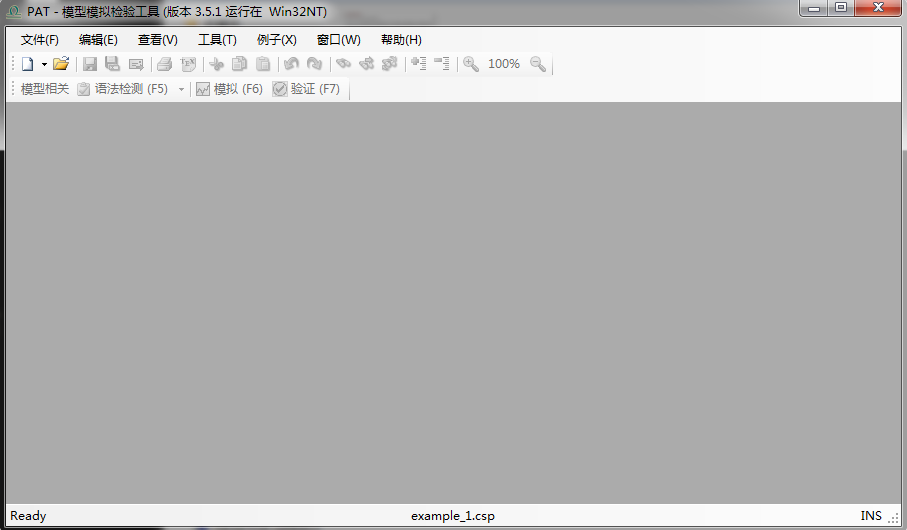 PAT - 模型模拟检验工具 (版本 3.5.1 运行在 Win32NT)
文件(F) 编辑(E) 查看(V) 工具(T) 例子(X) 窗口(W) 帮助(H)
100%
模型相关 语法检测 (F5) 模拟 (F6) 验证 (F7)
Ready example_1.csp INS